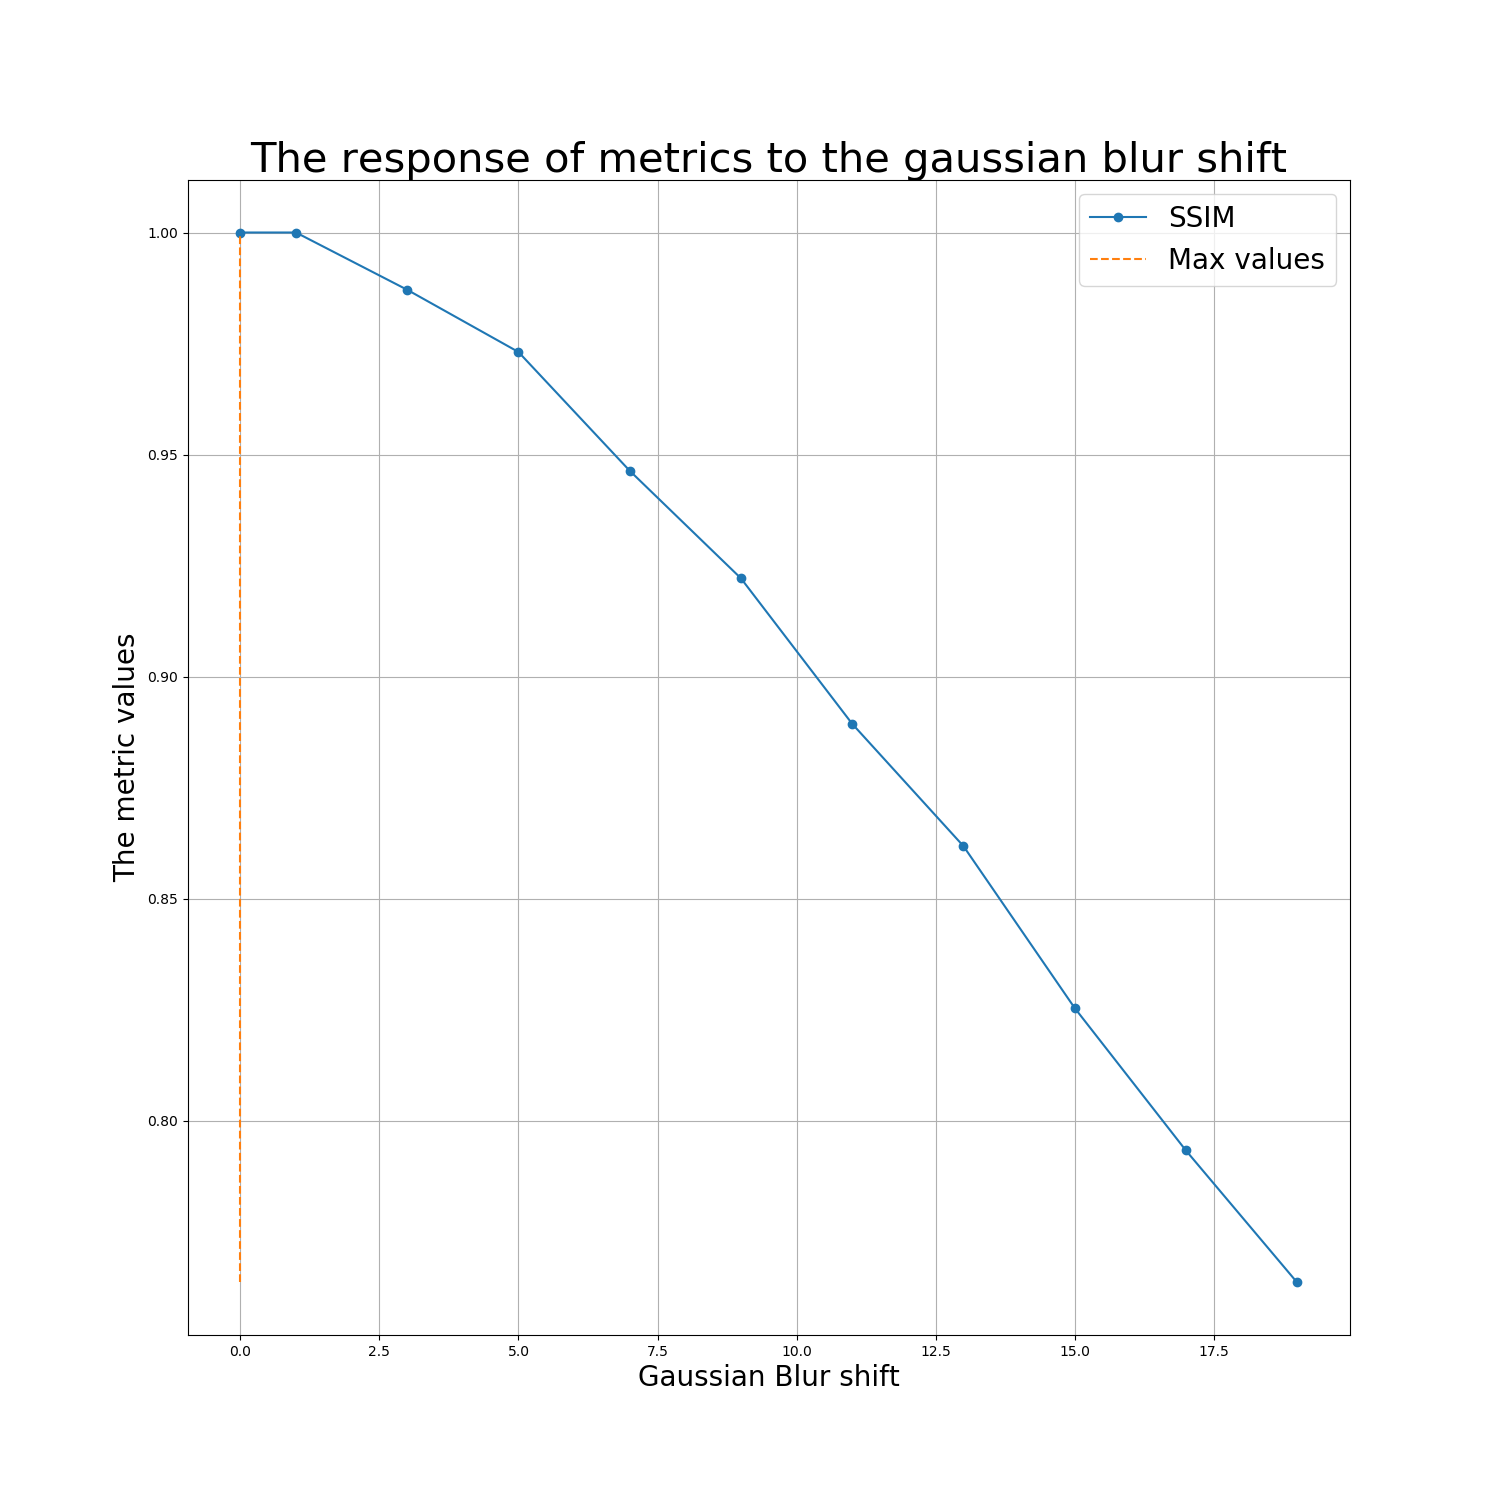 The response of metrics to the gaussian blur shift
SSIM
Max values
The metric values
1.00
0.95
0.90
0.85
0.80
0.0 2.5 5.0 7.5 10.0 12.5 15.0 17.5
Gaussian Blur shift